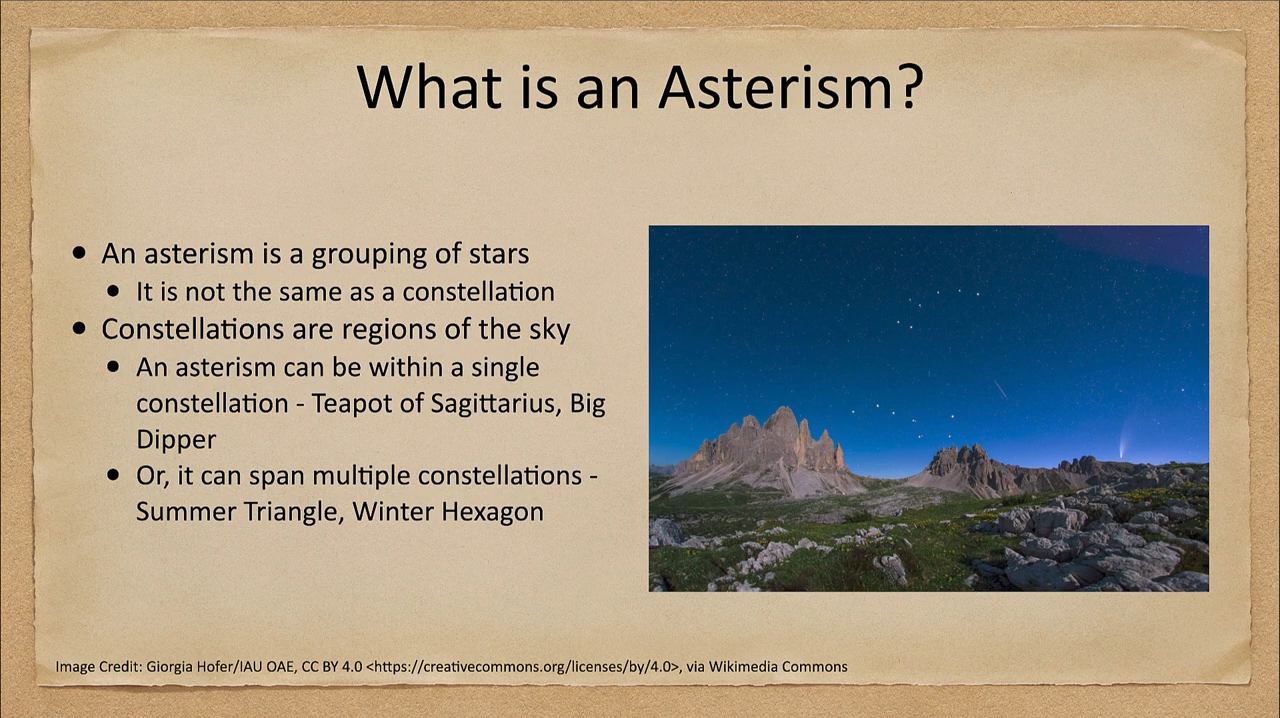 What is an Asterism?
• An asterism is a grouping of stars
• It is not the same as a constellation
• Constellations are regions of the sky
• An asterism can be within a single
constellation - Teapot of Sagittarius, Big
Dipper
• Or, it can span multiple constellations -
Summer Triangle, Winter Hexagon
Image Credit: Giorgia Hofer/IAU OAE, CC BY 4.0 <https://creativecommons.org/licenses/by/4.0>, via Wikimedia Commons